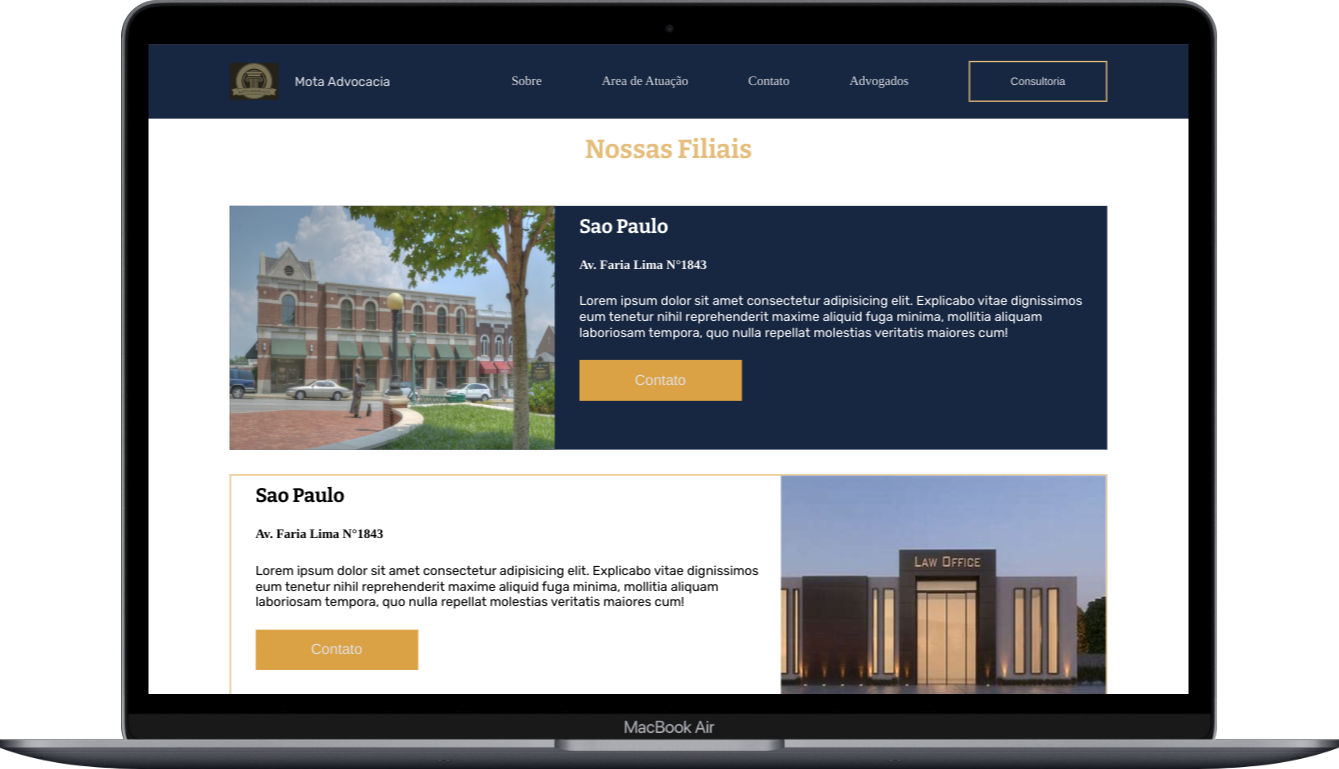 Mota Advocacia
Sobre
Area de Atuação
Contato
Advogados
Consultoria
Nossas Filiais
Sao Paulo
Av. Faria Lima N°1843
Lorem ipsum dolor sit amet consectetur adipisicing elit. Explicabo vitae dignissimos
eum tenetur nihil reprehenderit maxime aliquid fuga minima, mollitia aliquam
laboriosam tempora, quo nulla repellat molestias veritatis maiores cum!
Contato
Sao Paulo
Av. Faria Lima N°1843
Lorem ipsum dolor sit amet consectetur adipisicing elit. Explicabo vitae dignissimos
eum tenetur nihil reprehenderit maxime aliquid fuga minima, mollitia aliquam
laboriosam tempora, quo nulla repellat molestias veritatis maiores cum!
Contato
LAW OFFICE
MacBook Air